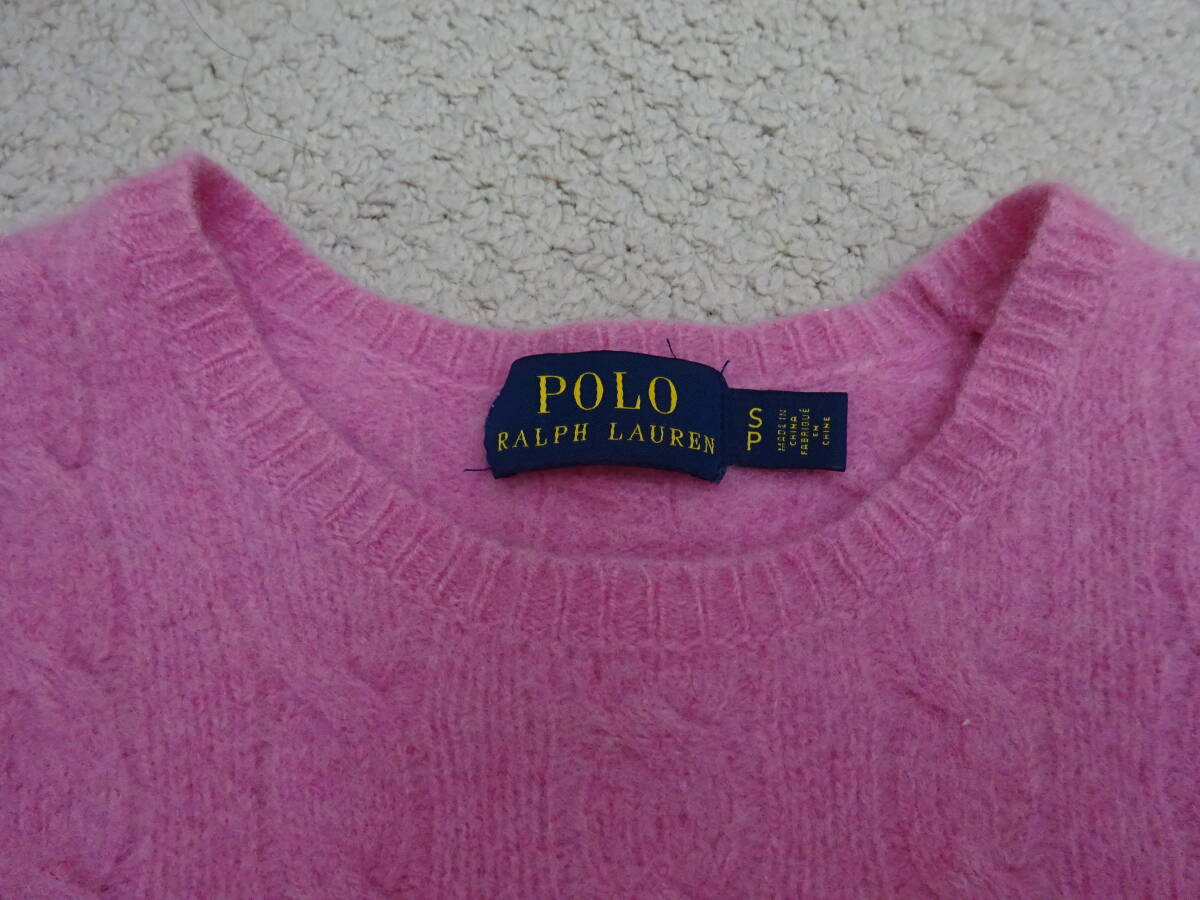 POLO
RALPH LAUREN
S
P
MADE IN
CHINA
FABRIQUÉ
EN
CHINE